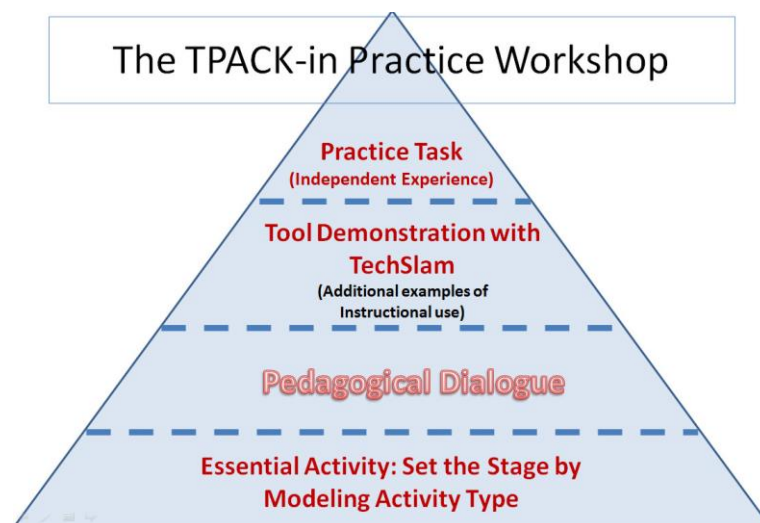 The TPACK-in Practice Workshop
Practice Task
(Independent Experience)
Tool Demonstration with
TechSlam
(Additional examples of
Instructional use)
Pedagogical Dialogue
Essential Activity: Set the Stage by
Modeling Activity Type